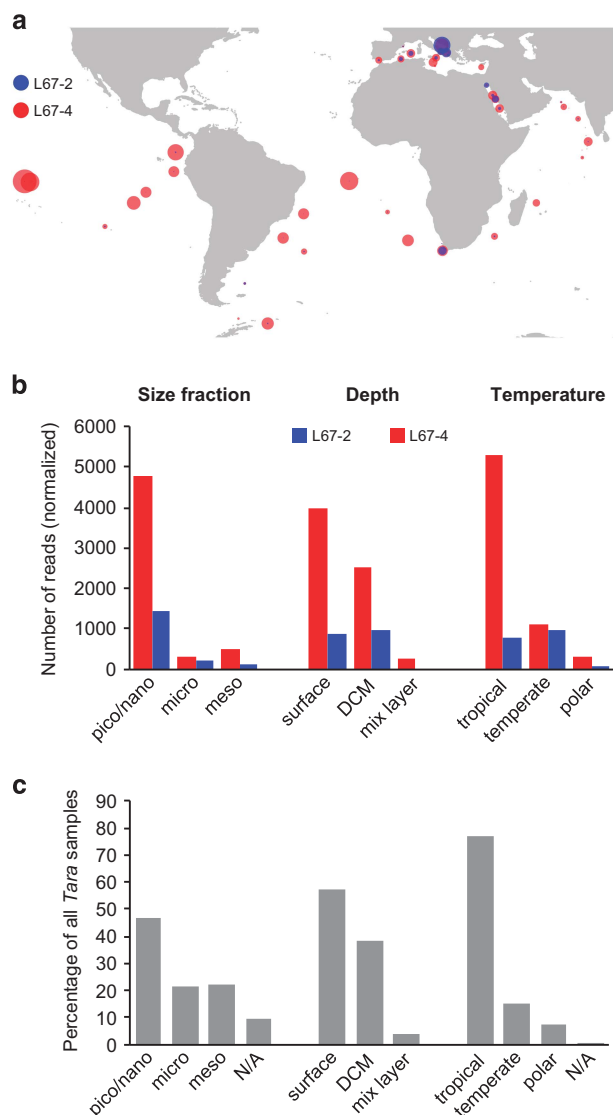 a
L67-2
L67-4
b
Size fraction Depth Temperature
L67-2 L67-4
Number of reads (normalized)
6000
5000
4000
3000
2000
1000
0
pico/nano
micro
meso
surface
DCM
mix layer
tropical
temperate
polar
c
Percentage of all Tara samples
90
80
70
60
50
40
30
20
10
0
pico/nano
micro
meso
N/A
surface
DCM
mix layer
tropical
temperate
polar
N/A